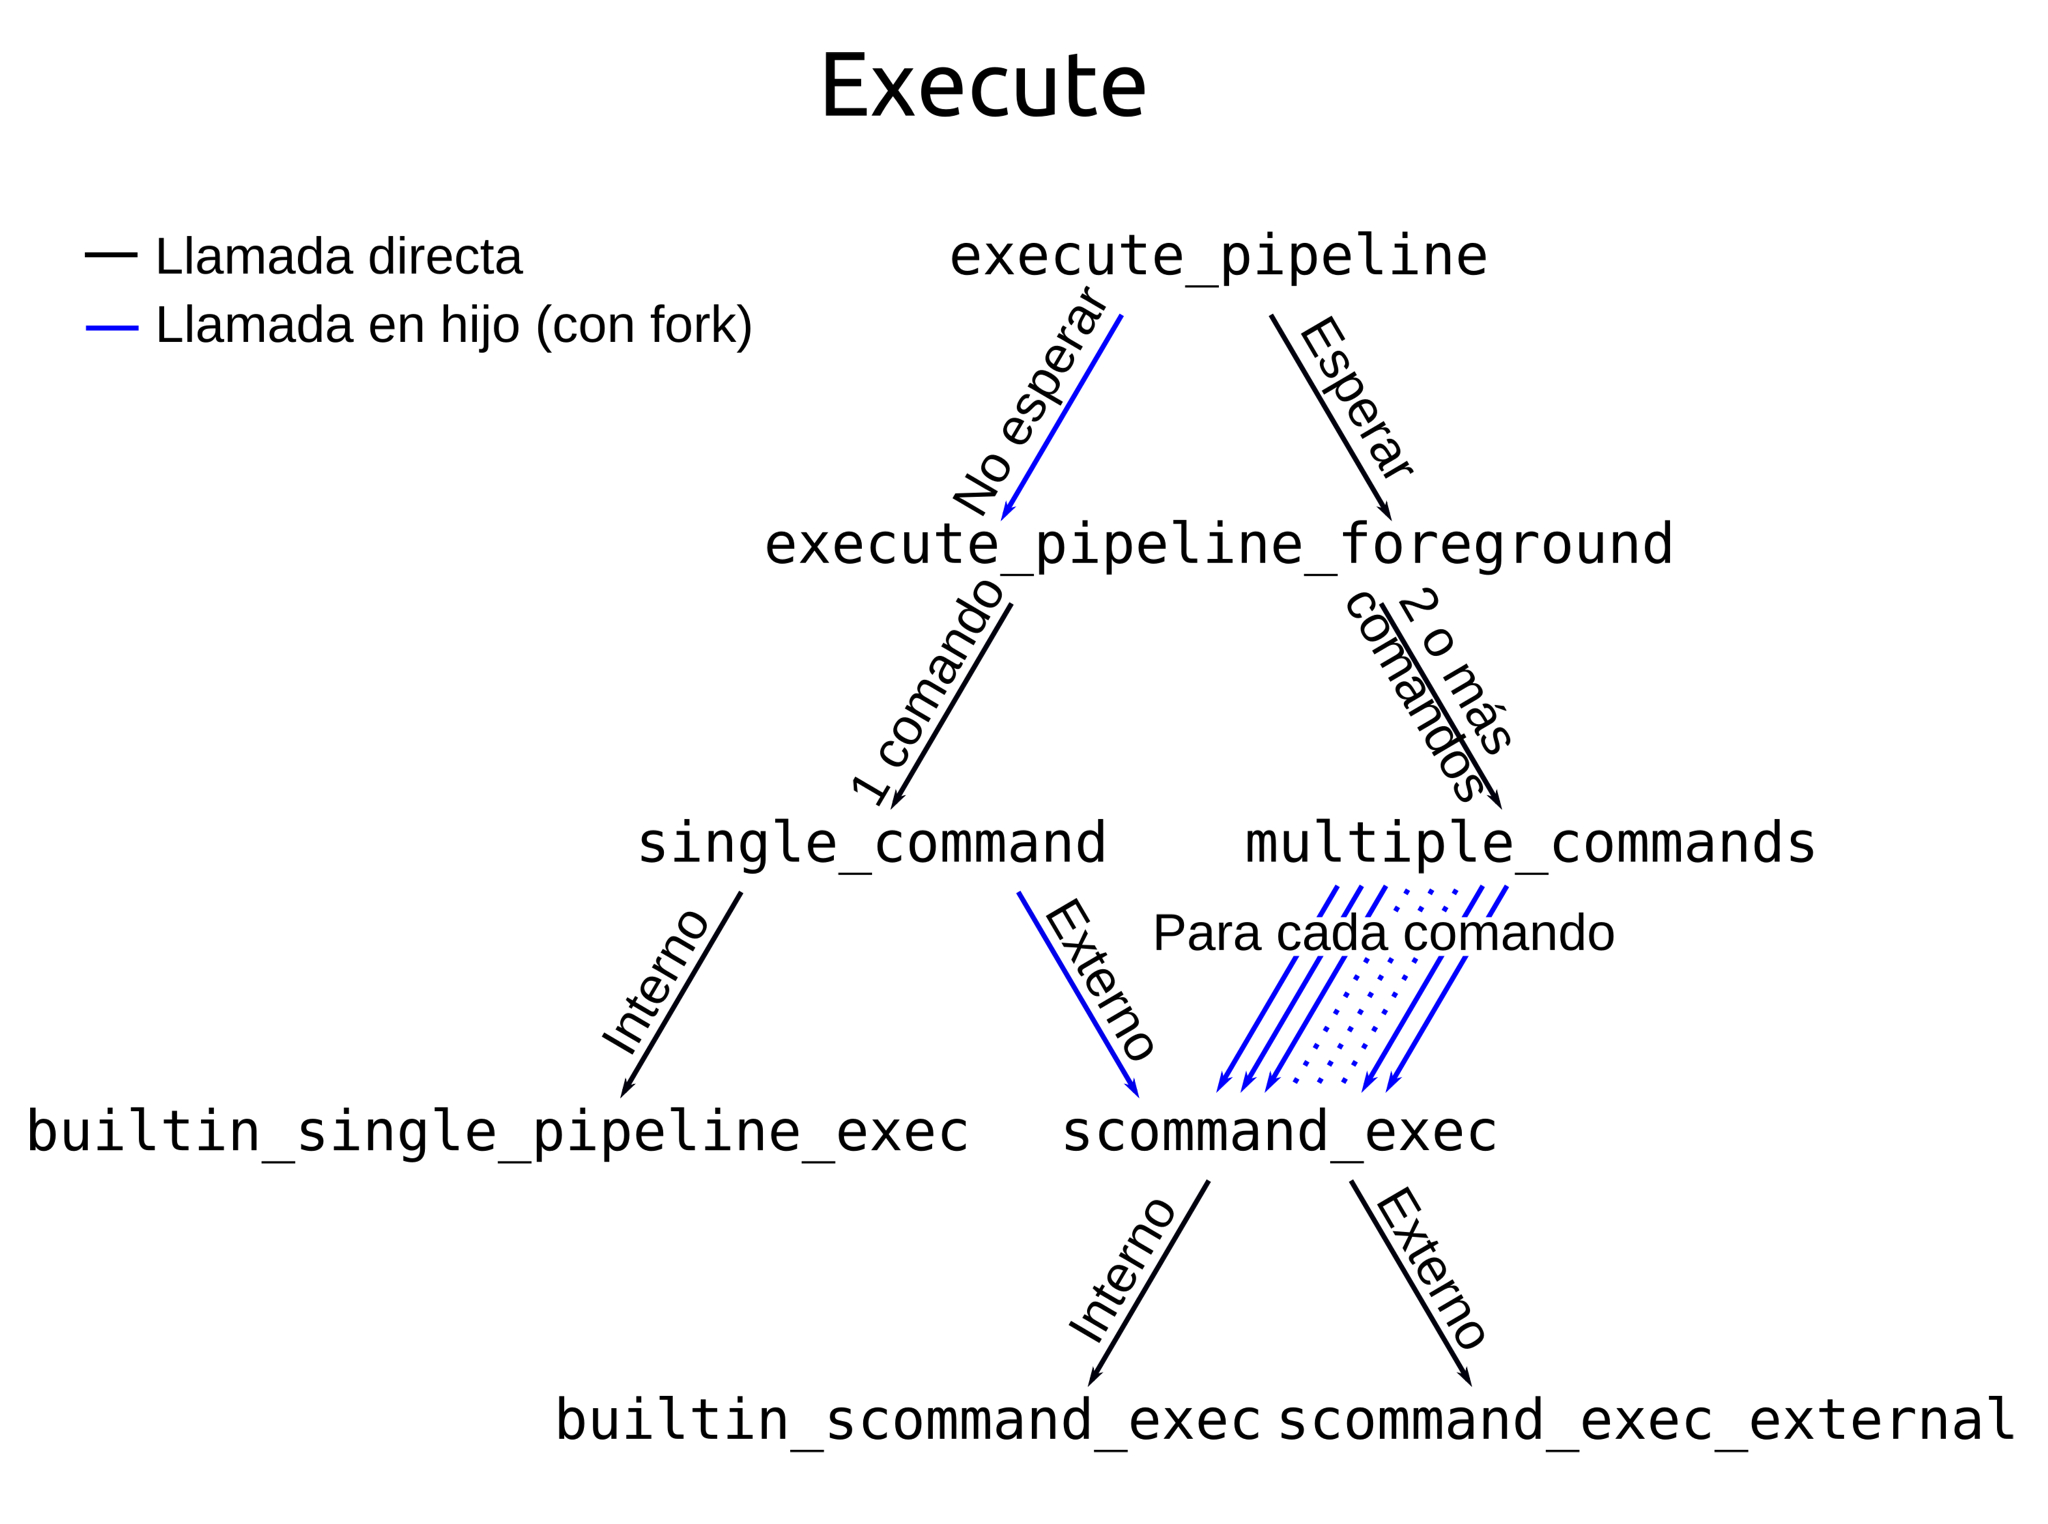 Execute
Llamada directa
Llamada en hijo (con fork)
execute_pipeline
No esperar
Esperar
execute_pipeline_foreground
1 comando
2 o más
comandos
single_command
multiple_commands
Interno
Externo
Para cada comando
builtin_single_pipeline_exec
scommand_exec
Interno
Externo
builtin_scommand_exec
scommand_exec_external